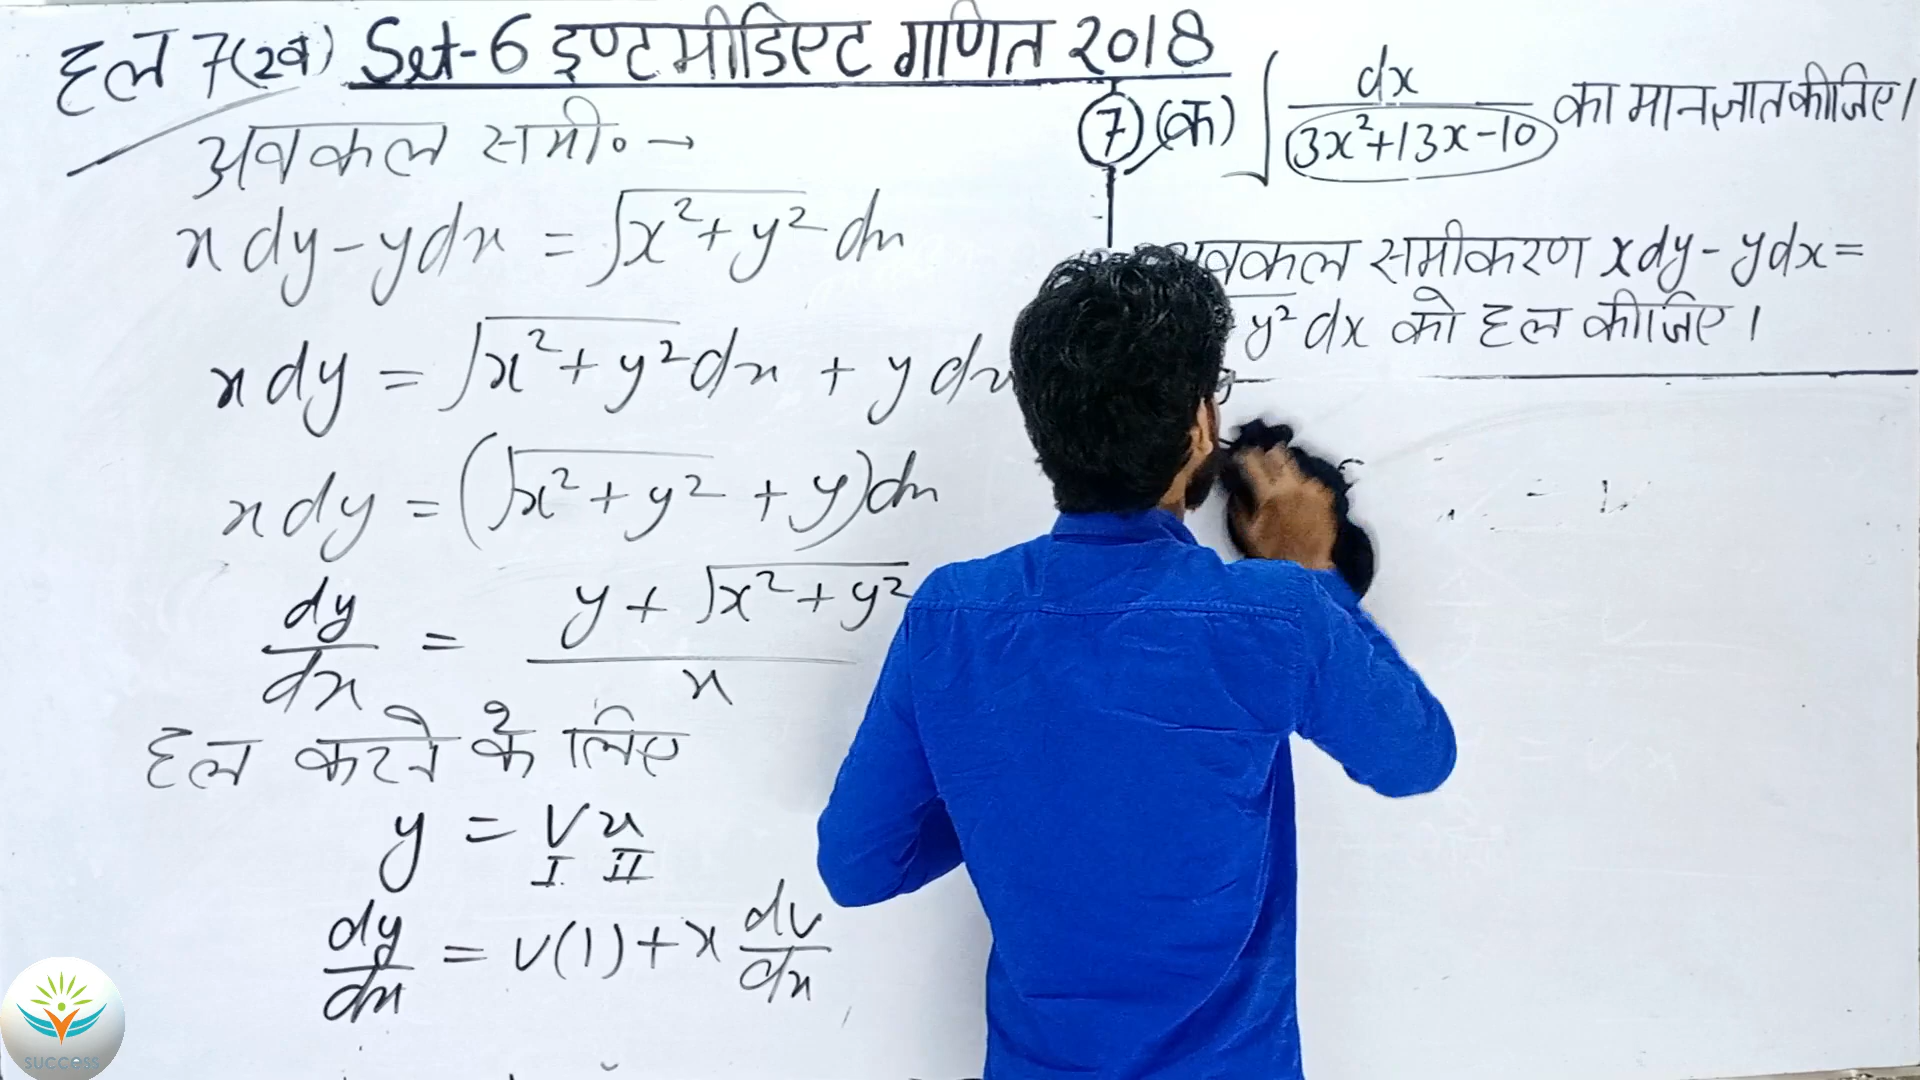 हल 7(ख) Set-6 इण्टमीडिएट गणित 2018
अवकल समी० →
x dy - y dx = √x²+y² dx
x dy = √x²+y² dx + y dx
x dy = (√x²+y² + y) dx
dy/dx = y + √x²+y² / x
हल करने के लिए
y = v x
I II
dy/dx = v(1) + x dv/dx
7 (क) ∫ dx / 3x²+13x-10 का मान ज्ञात कीजिए।
अवकल समीकरण xdy - ydx =
y² dx को हल कीजिए।
= v
SUCCESS